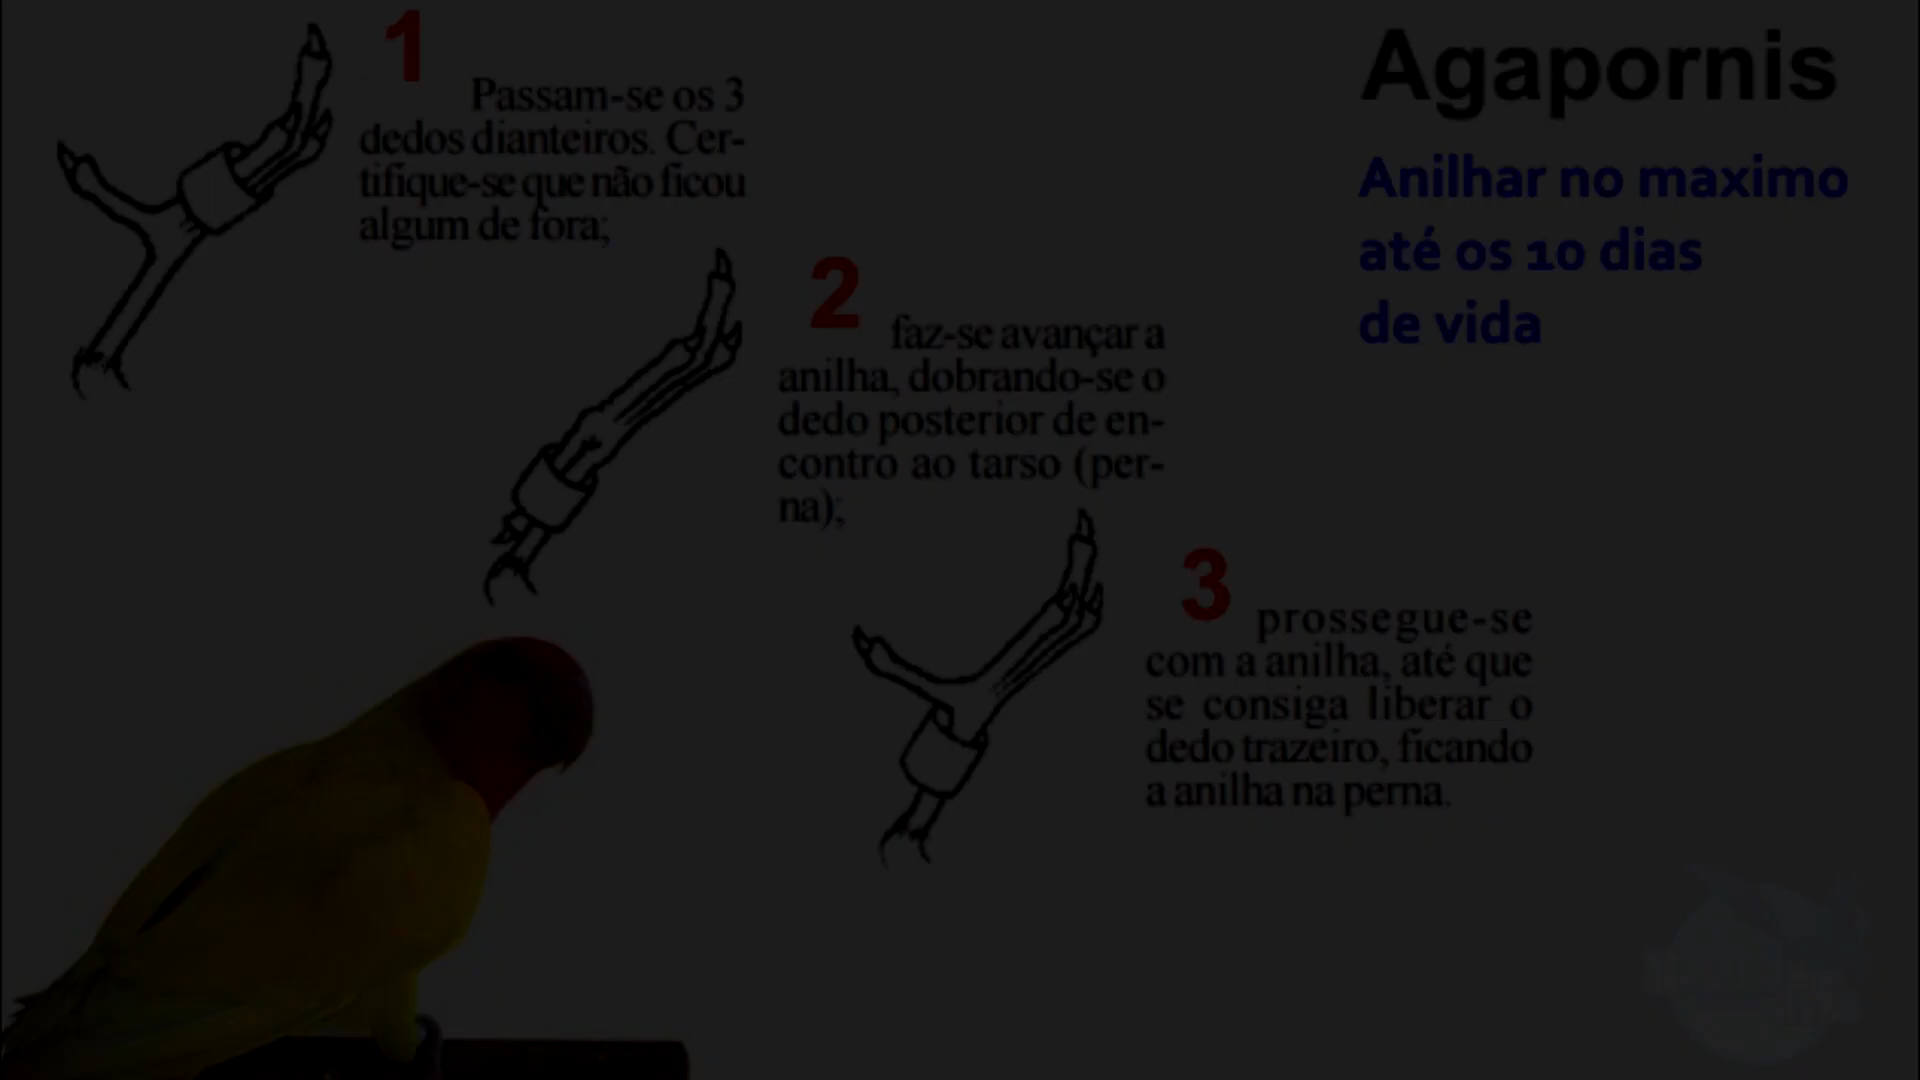 1
Passam-se os 3
dedos dianteiros. Cer-
tifique-se que não ficou
algum de fora;
2
faz-se avançar a
anilha, dobrando-se o
dedo posterior de en-
contro ao tarso (per-
na);
3
prossegue-se
com a anilha, até que
se consiga liberar o
dedo trazeiro, ficando
a anilha na perna.
Agapornis
Anilhar no maximo
até os 10 dias
de vida